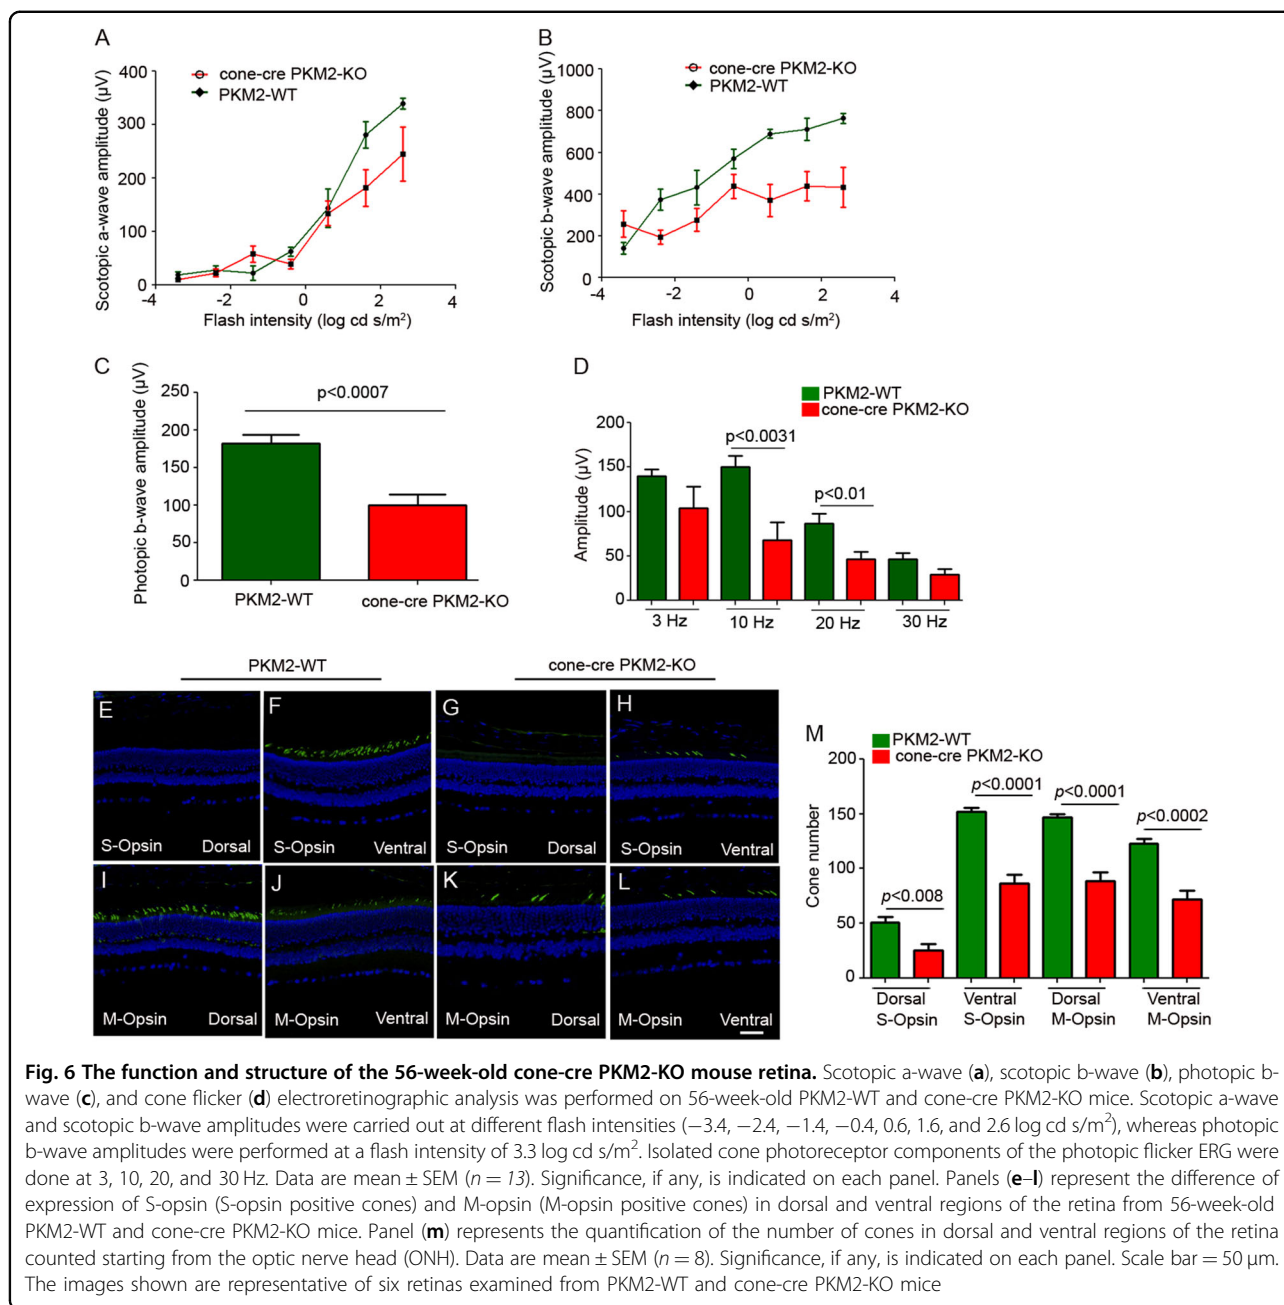 A
Scotopic a-wave amplitude (µV)
400
300
200
100
0
-4
-2
0
2
4
Flash intensity (log cd s/m²)
cone-cre PKM2-KO
PKM2-WT
B
Scotopic b-wave amplitude (µV)
1000
800
600
400
200
0
-4
-2
0
2
4
Flash intensity (log cd s/m²)
cone-cre PKM2-KO
PKM2-WT
C
Photopic b-wave amplitude (µV)
250
200
150
100
50
0
p<0.0007
PKM2-WT
cone-cre PKM2-KO
D
PKM2-WT
cone-cre PKM2-KO
Amplitude (µV)
200
150
100
50
0
p<0.0031
p<0.01
3 Hz
10 Hz
20 Hz
30 Hz
PKM2-WT
cone-cre PKM2-KO
E
S-Opsin Dorsal
F
S-Opsin Ventral
G
S-Opsin Dorsal
H
S-Opsin Ventral
I
M-Opsin Dorsal
J
M-Opsin Ventral
K
M-Opsin Dorsal
L
M-Opsin Ventral
M
PKM2-WT
cone-cre PKM2-KO
Cone number
200
150
100
50
0
p<0.008
p<0.0001
p<0.0001
p<0.0002
Dorsal
S-Opsin
Ventral
S-Opsin
Dorsal
M-Opsin
Ventral
M-Opsin
Fig. 6 The function and structure of the 56-week-old cone-cre PKM2-KO mouse retina. Scotopic a-wave (a), scotopic b-wave (b), photopic b-
wave (c), and cone flicker (d) electroretinographic analysis was performed on 56-week-old PKM2-WT and cone-cre PKM2-KO mice. Scotopic a-wave
and scotopic b-wave amplitudes were carried out at different flash intensities (−3.4, −2.4, −1.4, −0.4, 0.6, 1.6, and 2.6 log cd s/m²), whereas photopic
b-wave amplitudes were performed at a flash intensity of 3.3 log cd s/m². Isolated cone photoreceptor components of the photopic flicker ERG were
done at 3, 10, 20, and 30 Hz. Data are mean ± SEM (n = 13). Significance, if any, is indicated on each panel. Panels (e–l) represent the difference of
expression of S-opsin (S-opsin positive cones) and M-opsin (M-opsin positive cones) in dorsal and ventral regions of the retina from 56-week-old
PKM2-WT and cone-cre PKM2-KO mice. Panel (m) represents the quantification of the number of cones in dorsal and ventral regions of the retina
counted starting from the optic nerve head (ONH). Data are mean ± SEM (n = 8). Significance, if any, is indicated on each panel. Scale bar = 50 µm.
The images shown are representative of six retinas examined from PKM2-WT and cone-cre PKM2-KO mice